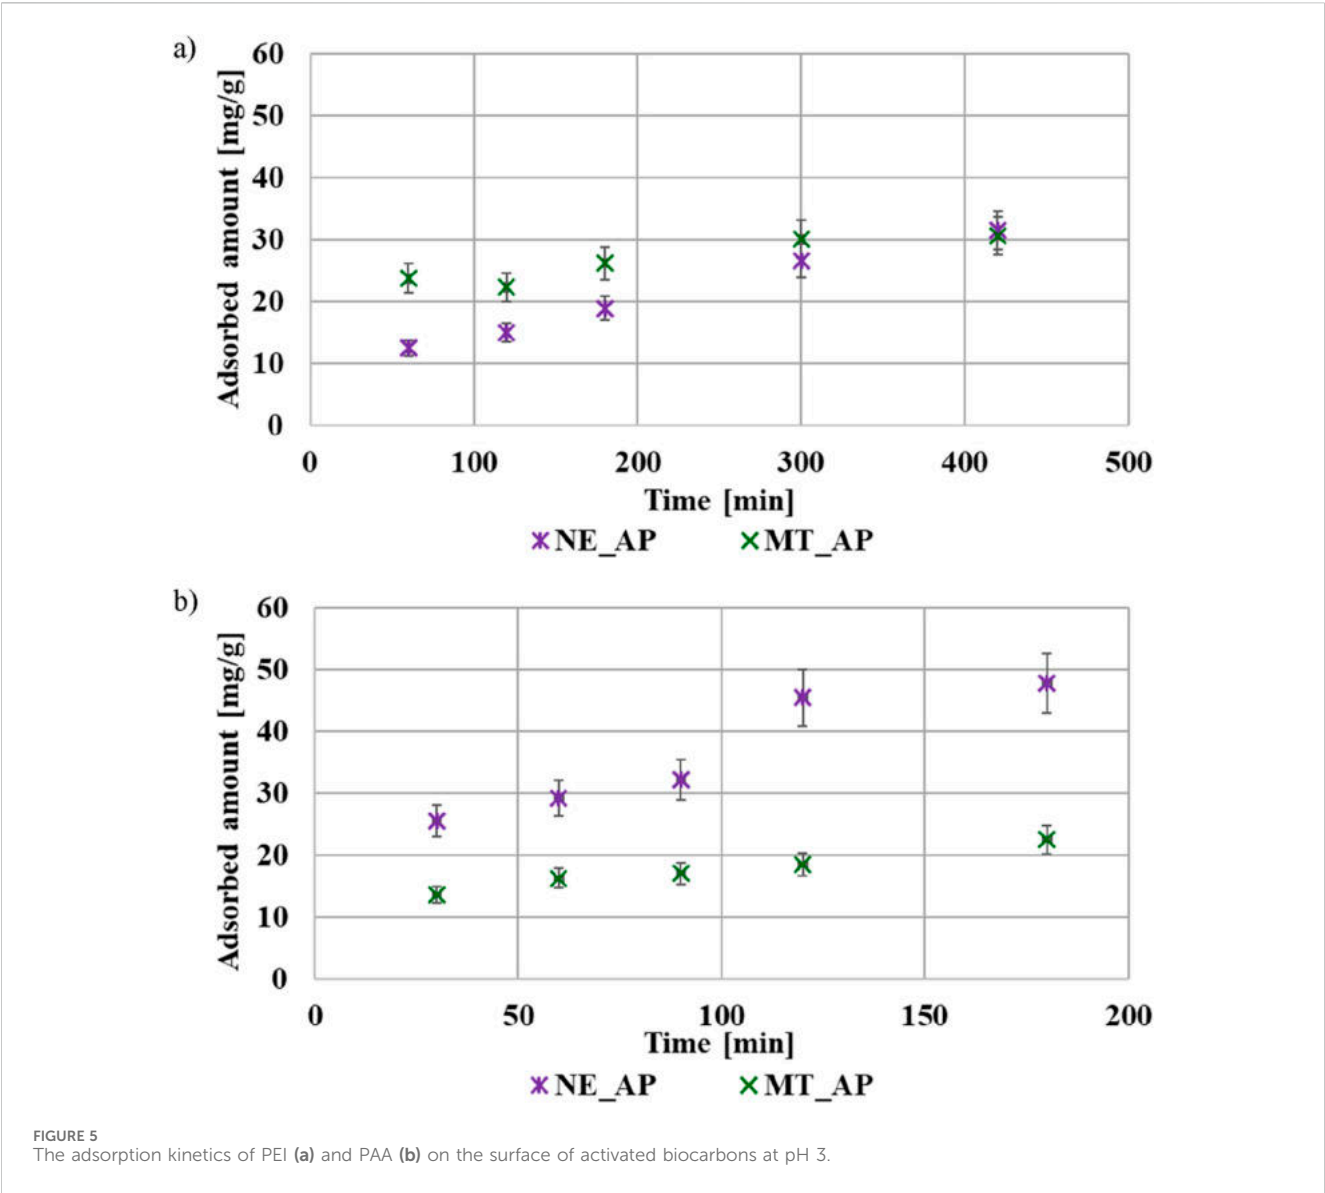 a)
Adsorbed amount [mg/g]
60
50
40
30
20
10
0
0 100 200 300 400 500
Time [min]
NE_AP MT_AP
b)
Adsorbed amount [mg/g]
60
50
40
30
20
10
0
0 50 100 150 200
Time [min]
NE_AP MT_AP
FIGURE 5
The adsorption kinetics of PEI (a) and PAA (b) on the surface of activated biocarbons at pH 3.